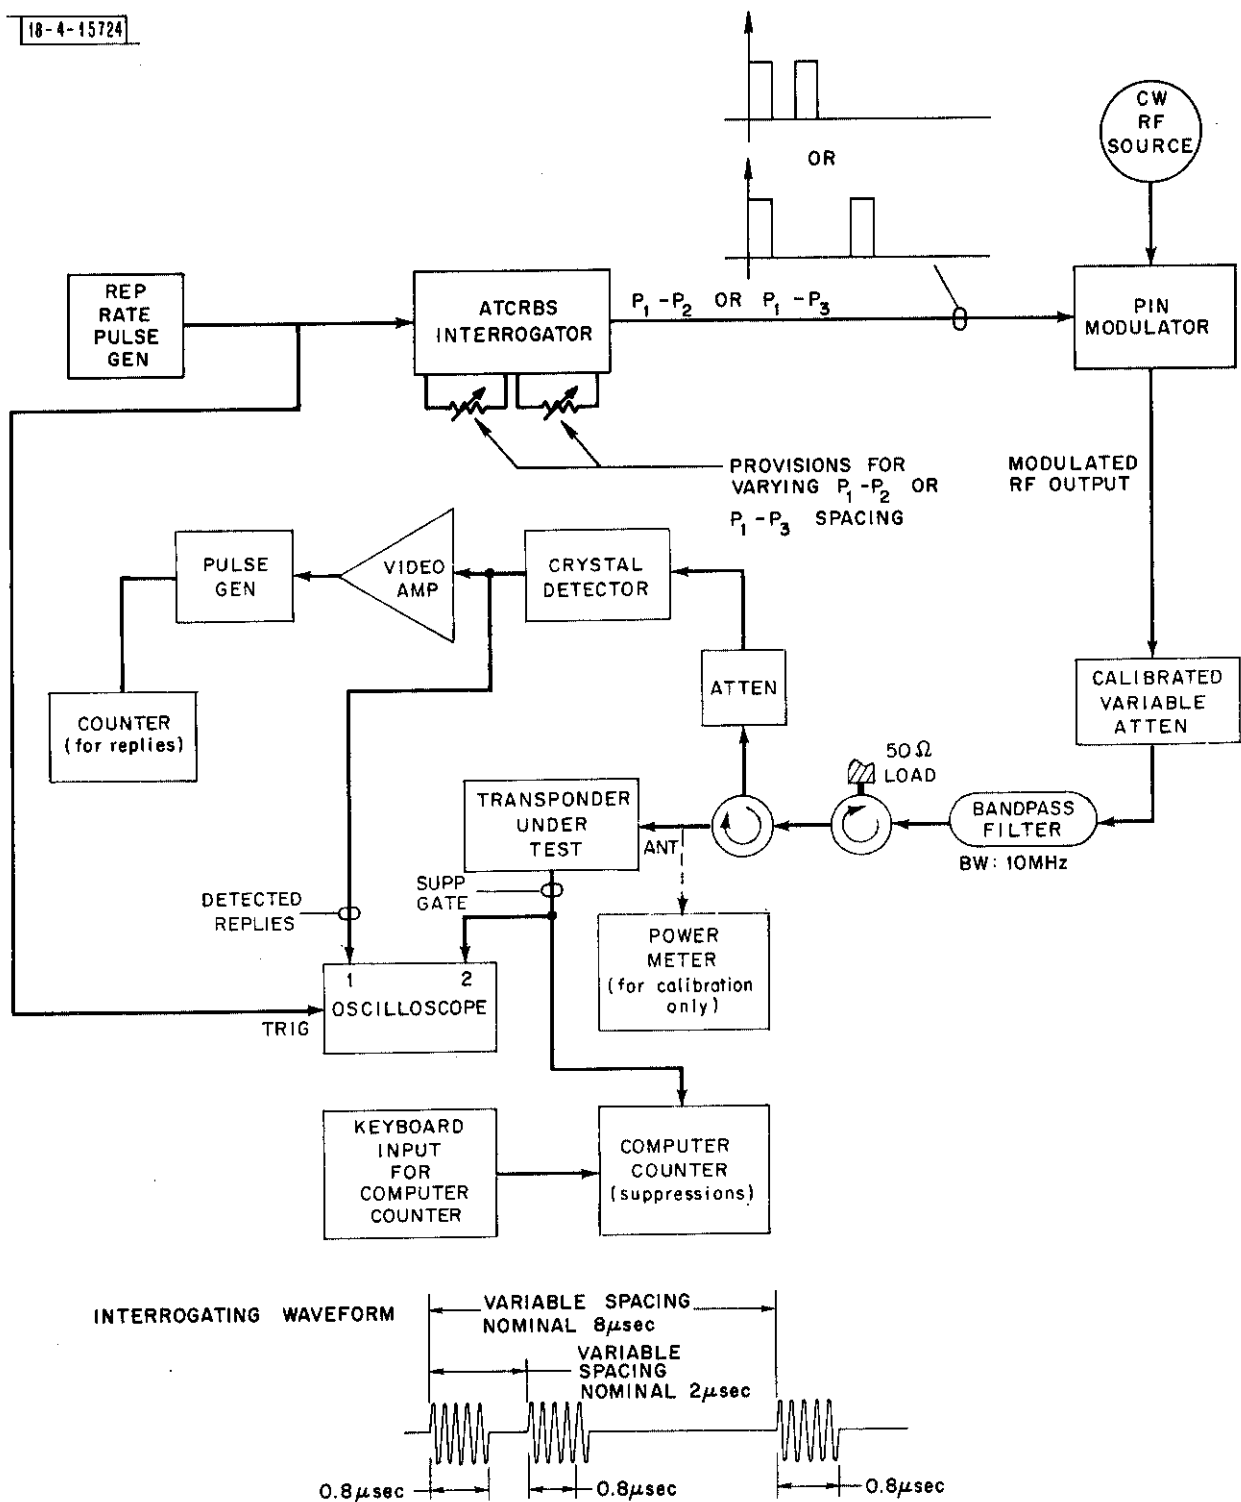 18-4-15724
CW
RF
SOURCE
OR
REP
RATE
PULSE
GEN
ATCRBS
INTERROGATOR
P1-P2 OR P1-P3
PIN
MODULATOR
PROVISIONS FOR
VARYING P1-P2 OR
P1-P3 SPACING
MODULATED
RF OUTPUT
PULSE
GEN
VIDEO
AMP
CRYSTAL
DETECTOR
ATTEN
CALIBRATED
VARIABLE
ATTEN
COUNTER
(for replies)
50Ω
LOAD
TRANSPONDER
UNDER
TEST
ANT
BANDPASS
FILTER
BW: 10MHz
SUPP
GATE
DETECTED
REPLIES
POWER
METER
(for calibration
only)
1 2
OSCILLOSCOPE
TRIG
KEYBOARD
INPUT
FOR
COMPUTER
COUNTER
COMPUTER
COUNTER
(suppressions)
INTERROGATING WAVEFORM
VARIABLE SPACING
NOMINAL 8μsec
VARIABLE
SPACING
NOMINAL 2μsec
0.8μsec 0.8μsec 0.8μsec